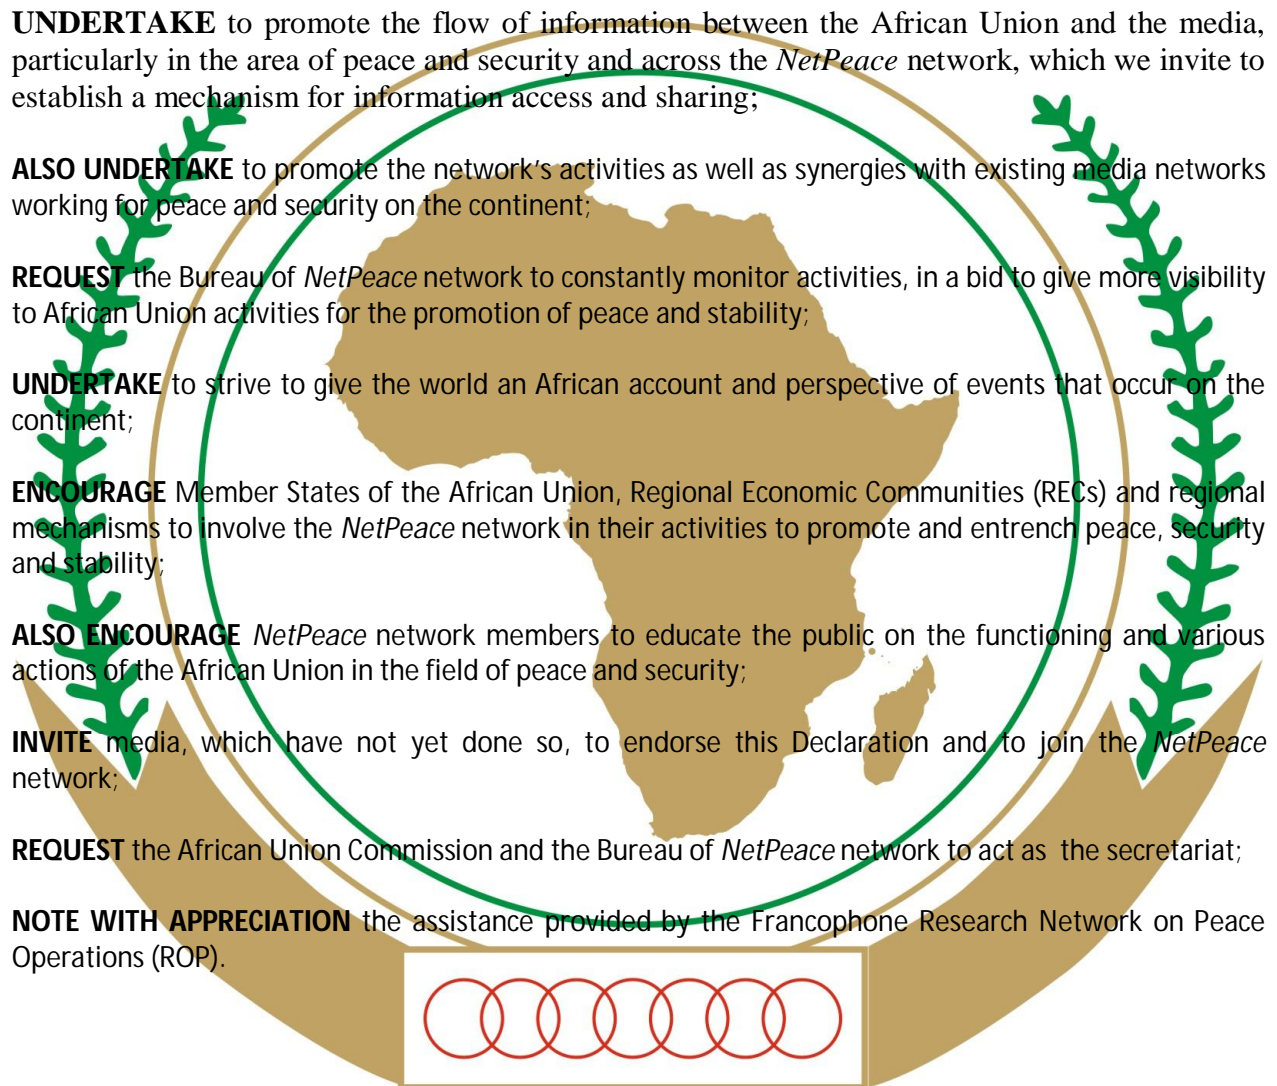 UNDERTAKE to promote the flow of information between the African Union and the media,
particularly in the area of peace and security and across the NetPeace network, which we invite to
establish a mechanism for information access and sharing;
ALSO UNDERTAKE to promote the network's activities as well as synergies with existing media networks
working for peace and security on the continent;
REQUEST the Bureau of NetPeace network to constantly monitor activities, in a bid to give more visibility
to African Union activities for the promotion of peace and stability;
UNDERTAKE to strive to give the world an African account and perspective of events that occur on the
continent;
ENCOURAGE Member States of the African Union, Regional Economic Communities (RECs) and regional
mechanisms to involve the NetPeace network in their activities to promote and entrench peace, security
and stability;
ALSO ENCOURAGE NetPeace network members to educate the public on the functioning and various
actions of the African Union in the field of peace and security;
INVITE media, which have not yet done so, to endorse this Declaration and to join the NetPeace
network;
REQUEST the African Union Commission and the Bureau of NetPeace network to act as the secretariat;
NOTE WITH APPRECIATION the assistance provided by the Francophone Research Network on Peace
Operations (ROP).